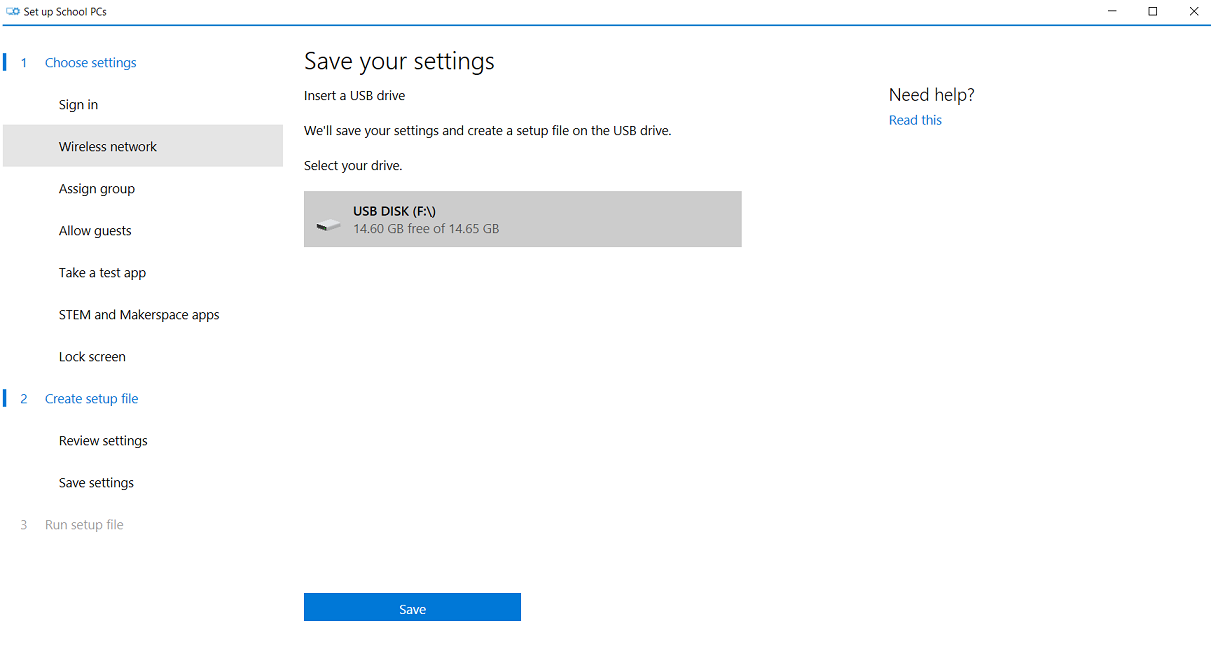 Set up School PCs
1 Choose settings
Sign in
Wireless network
Assign group
Allow guests
Take a test app
STEM and Makerspace apps
Lock screen
2 Create setup file
Review settings
Save settings
3 Run setup file
Save your settings
Insert a USB drive
We'll save your settings and create a setup file on the USB drive.
Select your drive.
USB DISK (F:\)
14.60 GB free of 14.65 GB
Save
Need help?
Read this